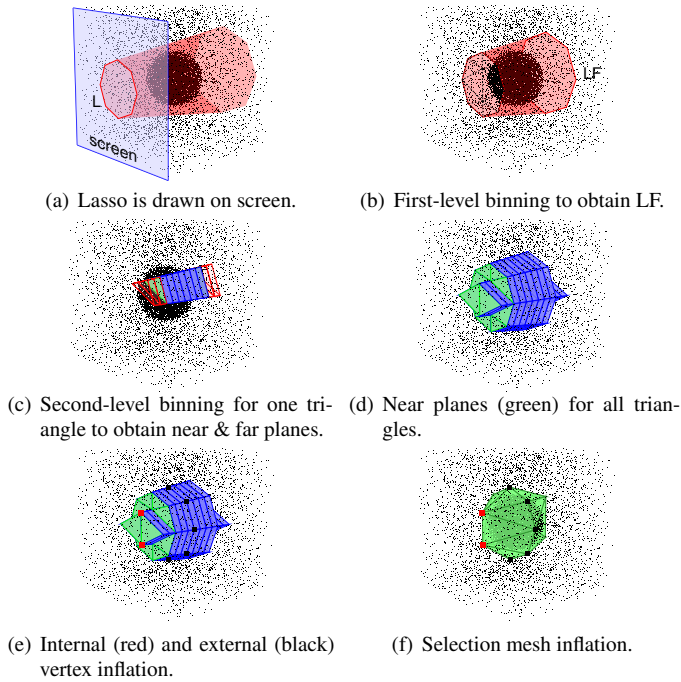 L
screen
(a) Lasso is drawn on screen.
LF
(b) First-level binning to obtain LF.
(c) Second-level binning for one tri-
angle to obtain near & far planes.
(d) Near planes (green) for all trian-
gles.
(e) Internal (red) and external (black)
vertex inflation.
(f) Selection mesh inflation.